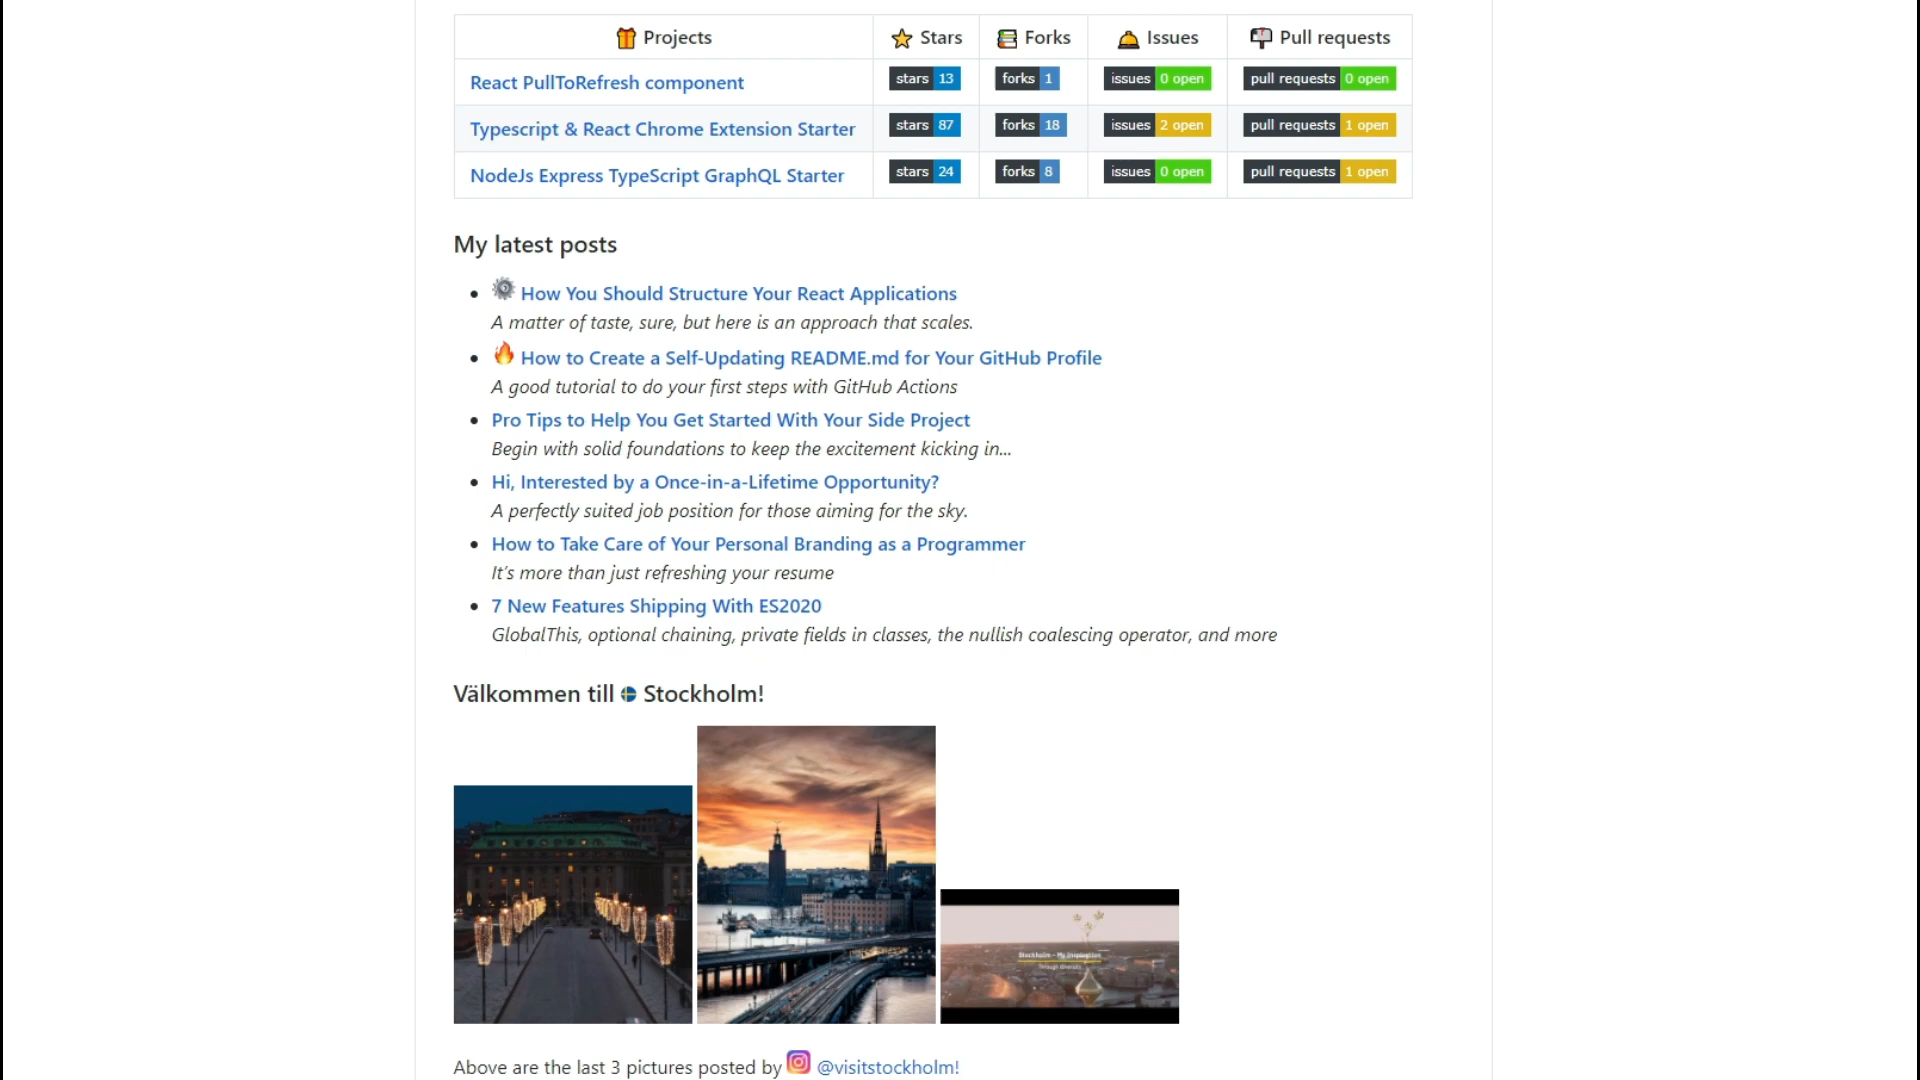 Projects Stars Forks Issues Pull requests
React PullToRefresh component stars 13 forks 1 issues 0 open pull requests 0 open
Typescript & React Chrome Extension Starter stars 87 forks 18 issues 2 open pull requests 1 open
NodeJs Express TypeScript GraphQL Starter stars 24 forks 8 issues 0 open pull requests 1 open
My latest posts
How You Should Structure Your React Applications
A matter of taste, sure, but here is an approach that scales.
How to Create a Self-Updating README.md for Your GitHub Profile
A good tutorial to do your first steps with GitHub Actions
Pro Tips to Help You Get Started With Your Side Project
Begin with solid foundations to keep the excitement kicking in...
Hi, Interested by a Once-in-a-Lifetime Opportunity?
A perfectly suited job position for those aiming for the sky.
How to Take Care of Your Personal Branding as a Programmer
It’s more than just refreshing your resume
7 New Features Shipping With ES2020
GlobalThis, optional chaining, private fields in classes, the nullish coalescing operator, and more
Välkommen till Stockholm!
Stockholm - My Inspiration
Through diversity
Above are the last 3 pictures posted by @visitstockholm!